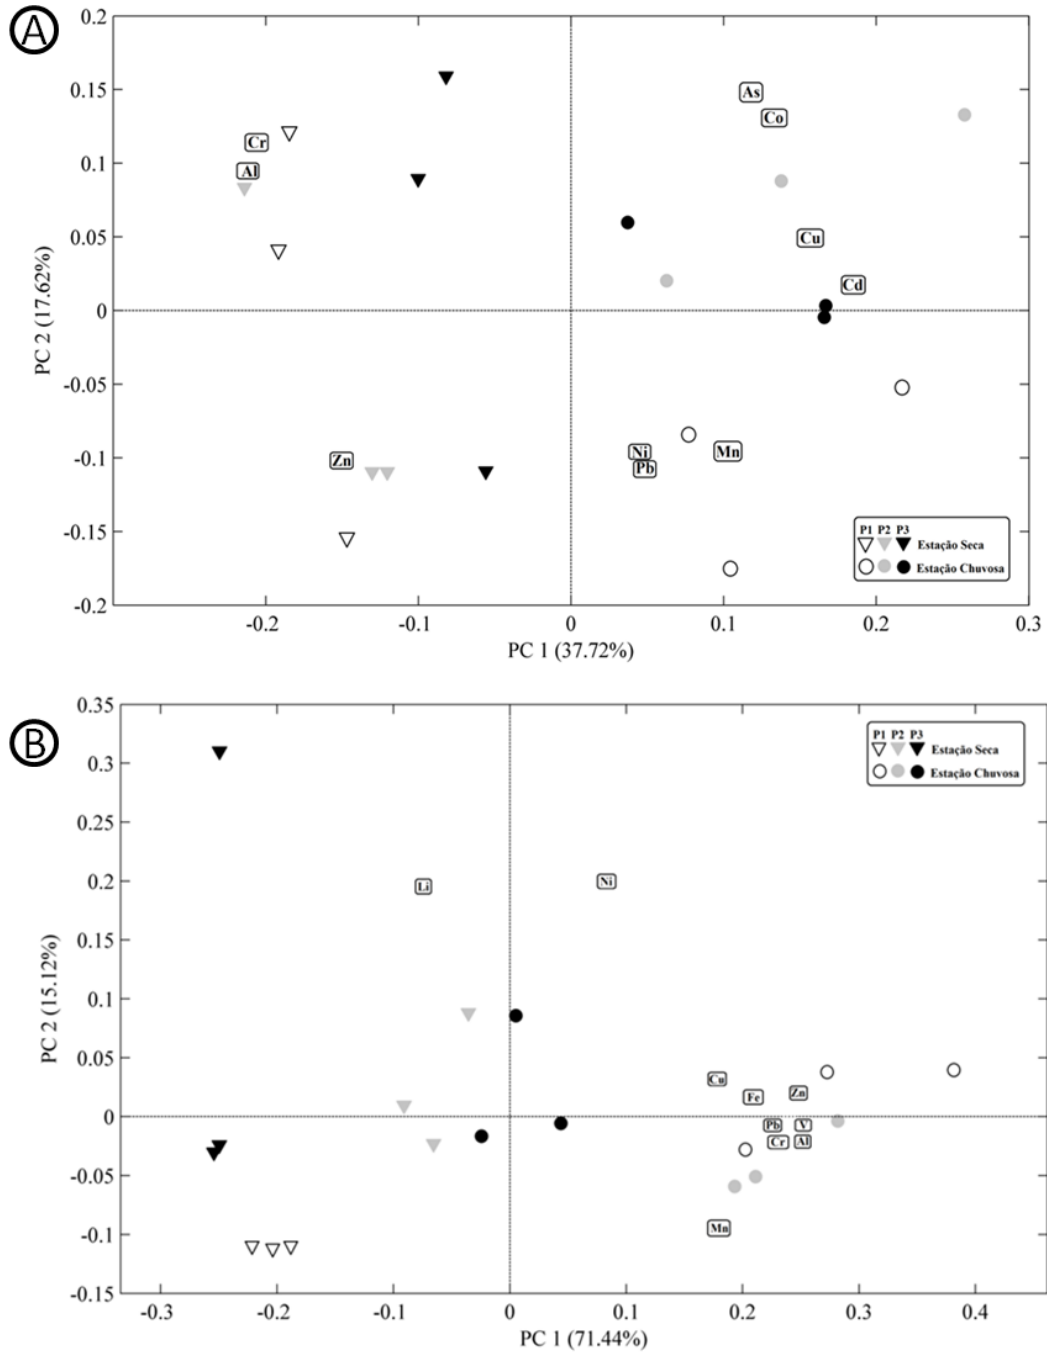 A
0.2
0.15
0.1
0.05
0
-0.05
-0.1
-0.15
-0.2
PC 2 (17.62%)
As
Co
Cr
Al
Cu
Cd
Zn
Ni
Mn
Pb
P1 P2 P3
Estação Seca
Estação Chuvosa
-0.2 -0.1 0 0.1 0.2 0.3
PC 1 (37.72%)
B
0.35
0.3
0.25
0.2
0.15
0.1
0.05
0
-0.05
-0.1
-0.15
PC 2 (15.12%)
P1 P2 P3
Estação Seca
Estação Chuvosa
Li
Ni
Cu
Fe
Zn
Pb
V
Cr
Al
Mn
-0.3 -0.2 -0.1 0 0.1 0.2 0.3 0.4
PC 1 (71.44%)